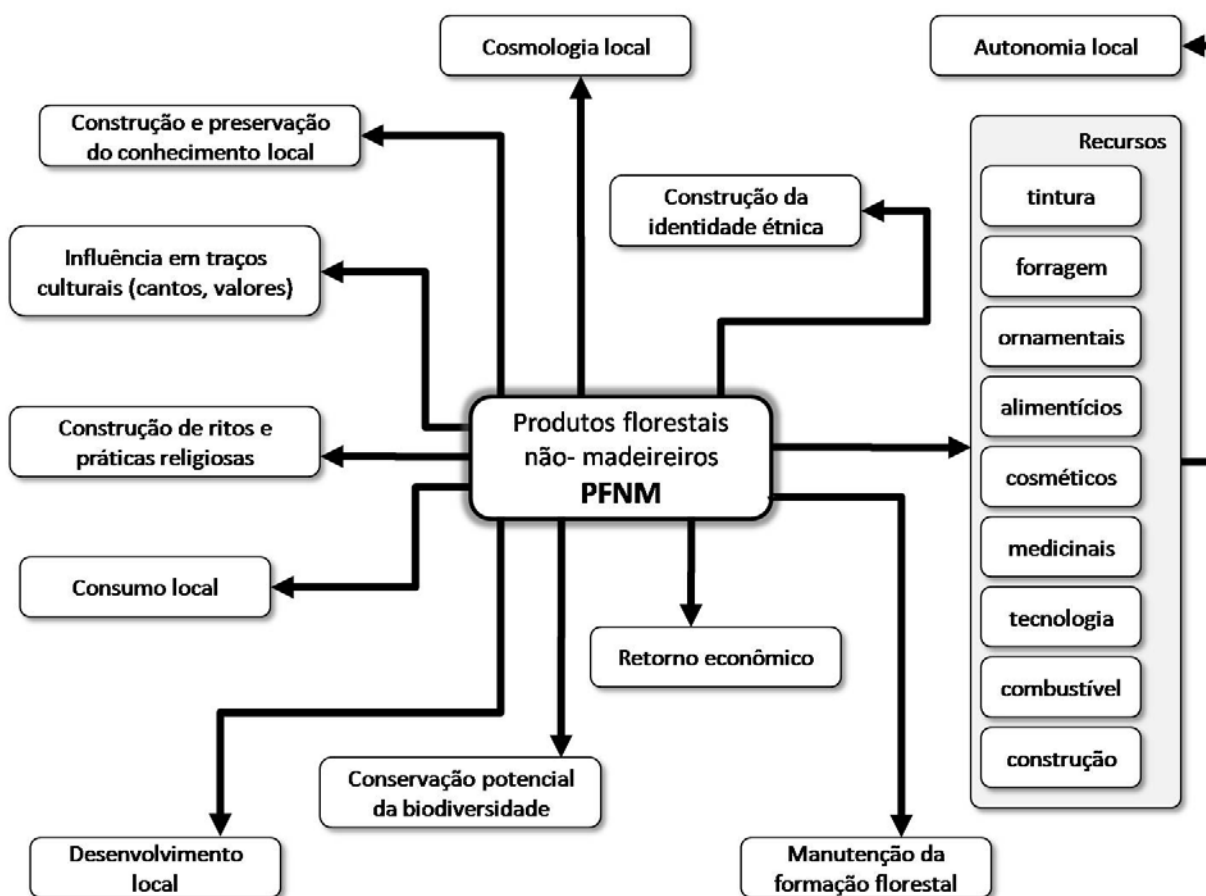 Cosmologia local
Autonomia local
Construção e preservação
do conhecimento local
Recursos
tintura
forragem
ornamentais
alimentícios
cosméticos
medicinais
tecnologia
combustível
construção
Construção da
identidade étnica
Influência em traços
culturais (cantos, valores)
Produtos florestais
não- madeireiros
PFNM
Construção de ritos e
práticas religiosas
Consumo local
Retorno econômico
Conservação potencial
da biodiversidade
Desenvolvimento
local
Manutenção da
formação florestal